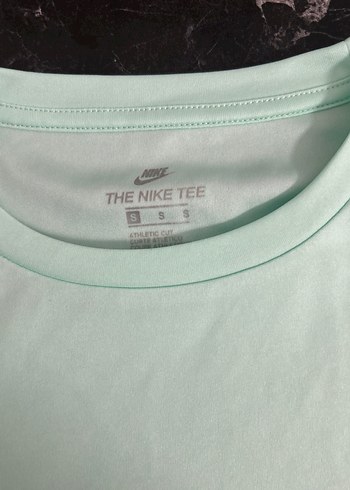 NIKE
THE NIKE TEE
S S S
ATHLETIC CUT